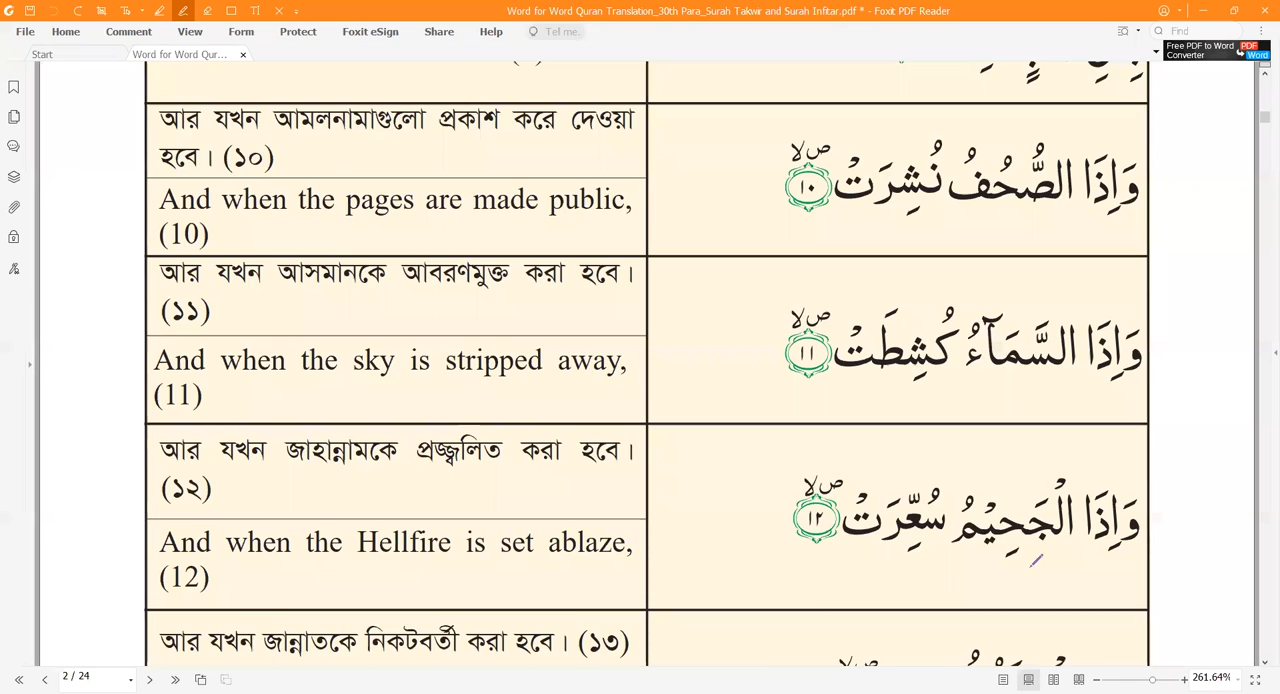 Word for Word Quran Translation_30th Para_Surah Takwr and Surah Infitar.pdf * - Foxit PDF Reader
File Home Comment View Form Protect Foxit eSign Share Help Tell me. Find
Free PDF to Word Converter PDF Word
Start Word for Word Qur...
আর যখন আমলনামাগুলো প্রকাশ করে দেওয়া
হবে। (১০)
And when the pages are made public,
(10)
وَاِذَا الصُّحُفُ نُشِرَتْ ۪ۙ ١٠
আর যখন আসমানকে আবরণমুক্ত করা হবে।
(১১)
And when the sky is stripped away,
(11)
وَاِذَا السَّمَآءُ كُشِطَتْ ۪ۙ ١١
আর যখন জাহান্নামকে প্রজ্জ্বলিত করা হবে।
(১২)
And when the Hellfire is set ablaze,
(12)
وَاِذَا الْجَحِيْمُ سُعِّرَتْ ۪ۙ ١٢
আর যখন জান্নাতকে নিকটবর্তী করা হবে। (১৩)
2 / 24 261.64%